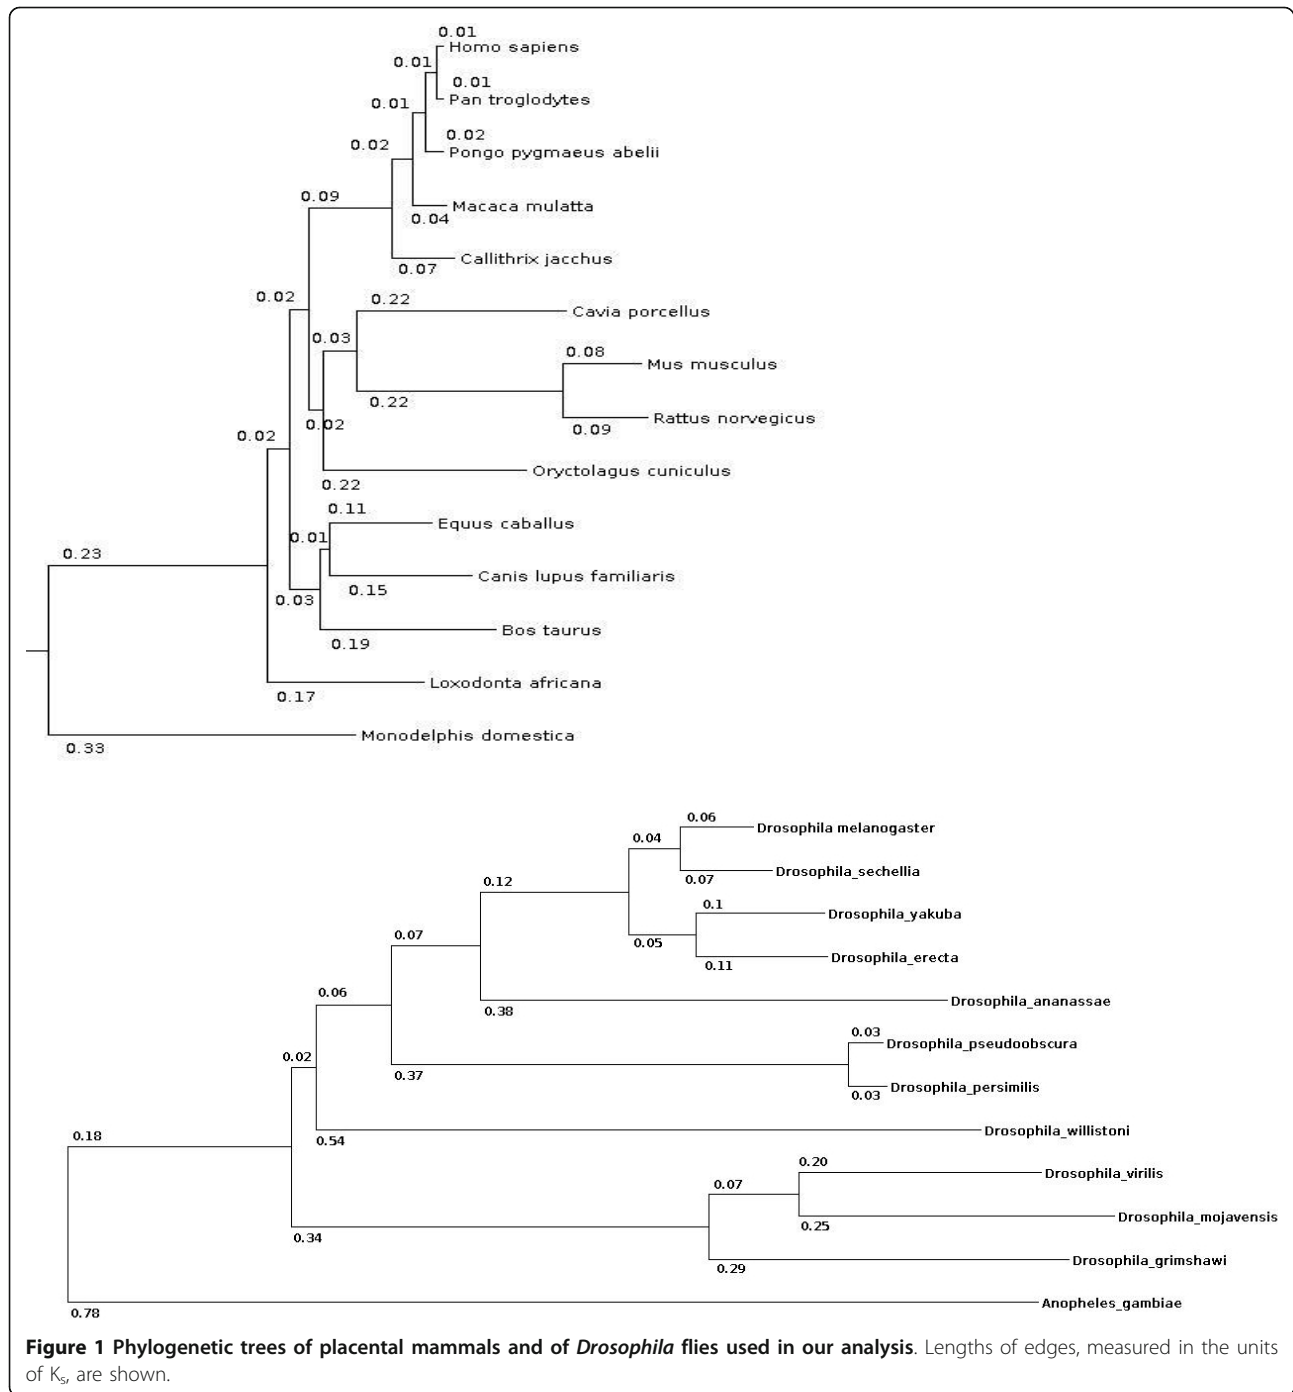 0.01
Homo sapiens
0.01
0.01
Pan troglodytes
0.01
0.02
Pongo pygmaeus abelii
0.02
0.09
Macaca mulatta
0.04
Callithrix jacchus
0.07
0.02
0.22
Cavia porcellus
0.03
0.08
Mus musculus
0.22
0.02
Rattus norvegicus
0.09
0.02
Oryctolagus cuniculus
0.22
0.11
Equus caballus
0.01
0.23
Canis lupus familiaris
0.15
0.03
Bos taurus
0.19
Loxodonta africana
0.17
Monodelphis domestica
0.33
0.06
Drosophila melanogaster
0.04
Drosophila_sechellia
0.07
0.12
0.1
Drosophila_yakuba
0.07
0.05
Drosophila_erecta
0.11
0.06
Drosophila_ananassae
0.38
0.03
Drosophila_pseudoobscura
0.02
0.37
Drosophila_persimilis
0.03
Drosophila_willistoni
0.54
0.18
0.20
Drosophila_virilis
0.07
Drosophila_mojavensis
0.25
0.34
Drosophila_grimshawi
0.29
Anopheles_gambiae
0.78
Figure 1 Phylogenetic trees of placental mammals and of Drosophila flies used in our analysis. Lengths of edges, measured in the units
of Ks, are shown.